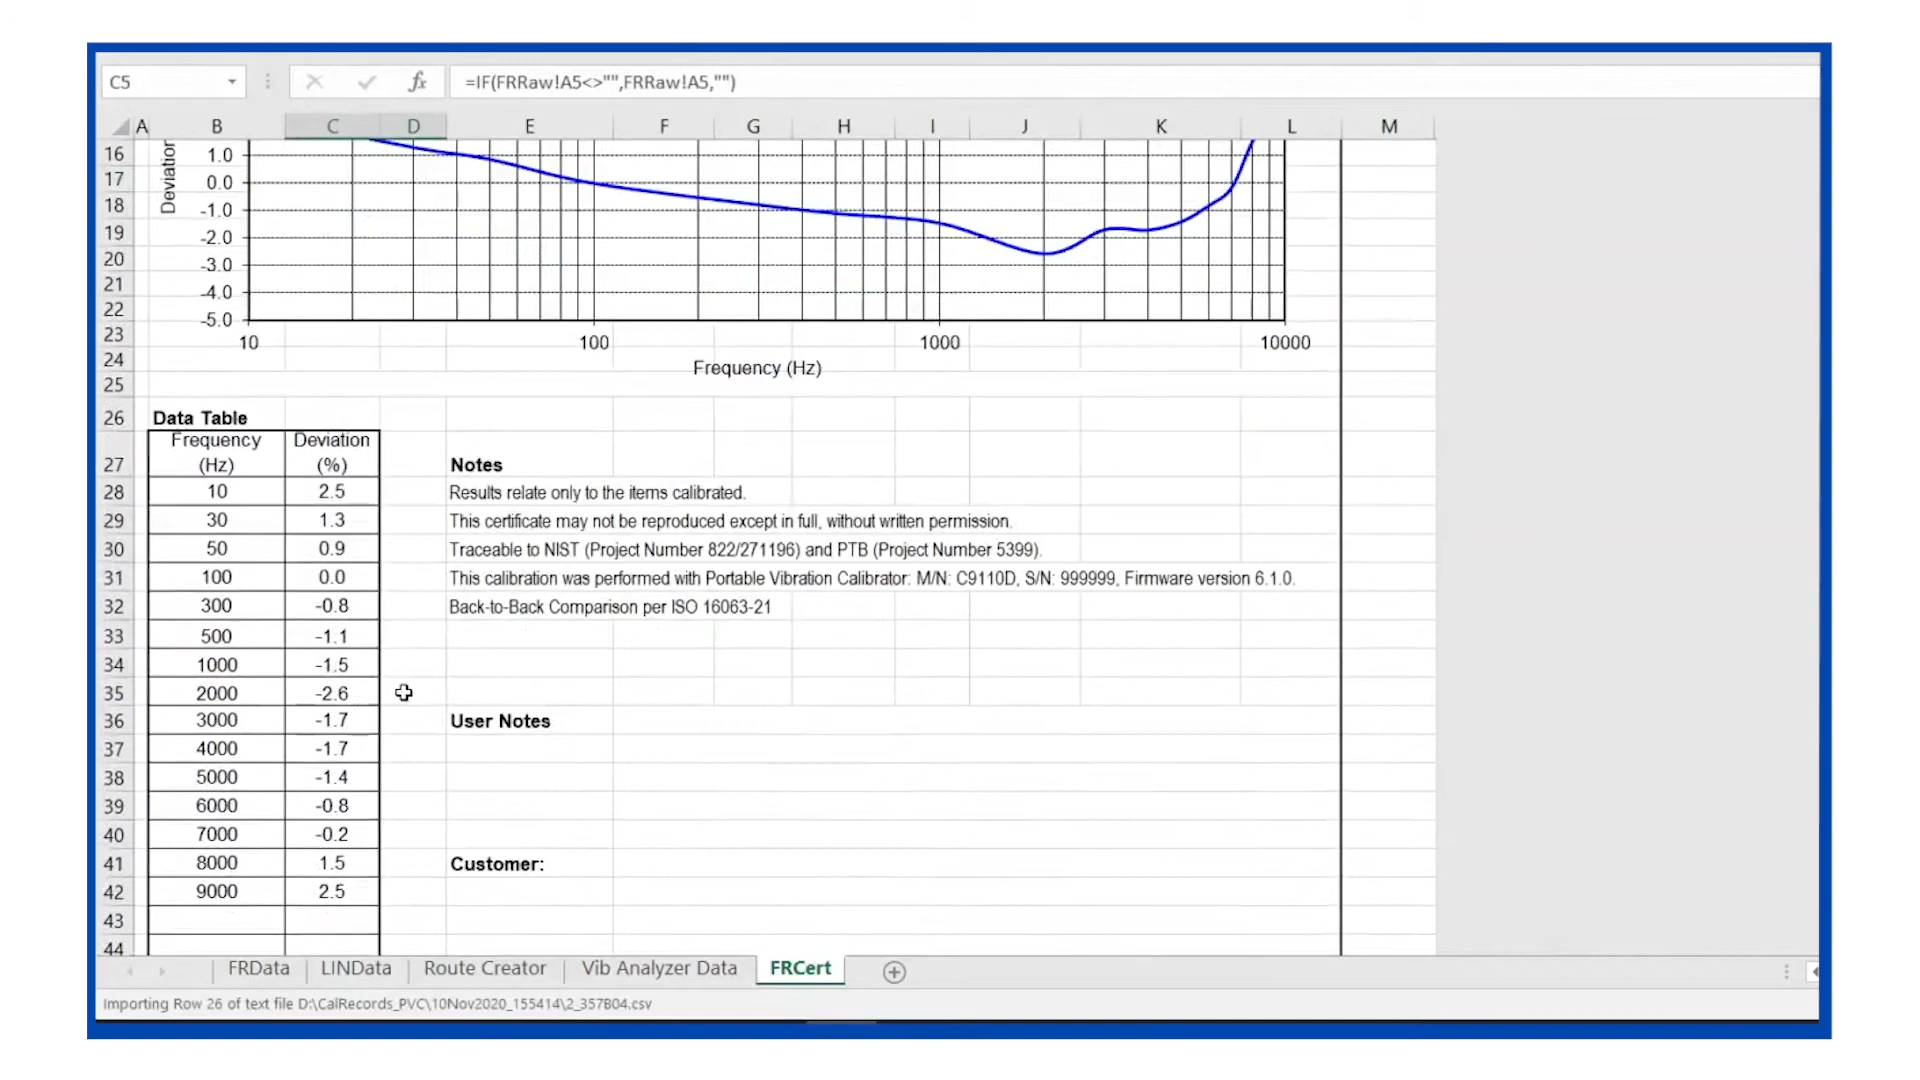 C5
fx
=IF(FRRaw!A5<>"",FRRaw!A5,"")
A B C D E F G H I J K L M
16
17
18
19
20
21
22
23
24
25
Deviation
1.0
0.0
-1.0
-2.0
-3.0
-4.0
-5.0
10 100 1000 10000
Frequency (Hz)
26 Data Table
Frequency Deviation
27 (Hz) (%) Notes
28 10 2.5 Results relate only to the items calibrated.
29 30 1.3 This certificate may not be reproduced except in full, without written permission.
30 50 0.9 Traceable to NIST (Project Number 822/271196) and PTB (Project Number 5399).
31 100 0.0 This calibration was performed with Portable Vibration Calibrator: M/N: C9110D, S/N: 999999, Firmware version 6.1.0.
32 300 -0.8 Back-to-Back Comparison per ISO 16063-21
33 500 -1.1
34 1000 -1.5
35 2000 -2.6
36 3000 -1.7 User Notes
37 4000 -1.7
38 5000 -1.4
39 6000 -0.8
40 7000 -0.2
41 8000 1.5 Customer:
42 9000 2.5
43
44
FRData LINData Route Creator Vib Analyzer Data FRCert
Importing Row 26 of text file D:\CalRecords_PVC\10Nov2020_155414\2_357B04.csv